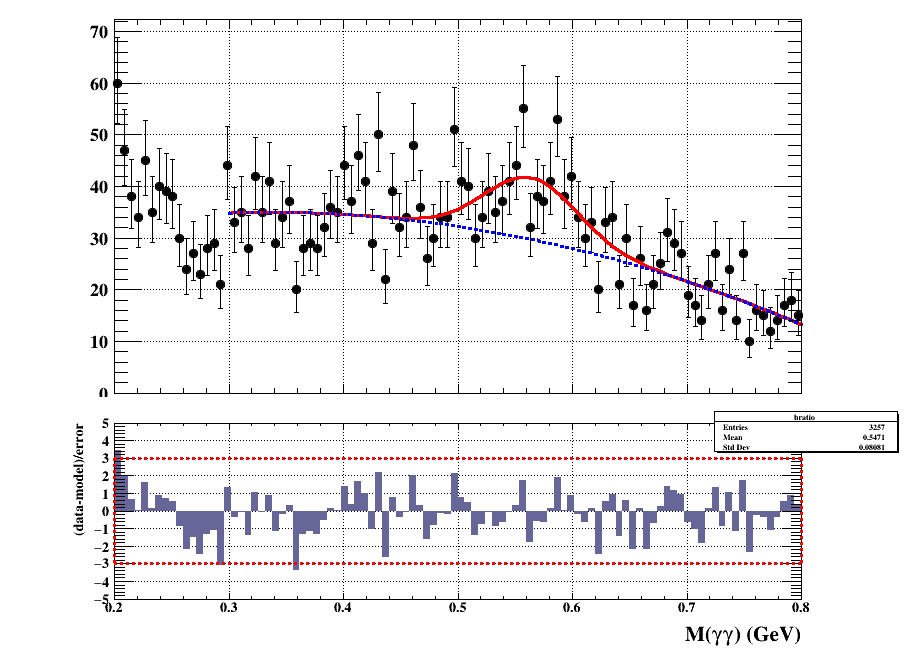 70
60
50
40
30
20
10
0
hratio
Entries 3257
Mean 0.5471
Std Dev 0.08081
(data-model)/error
5
4
3
2
1
0
−1
−2
−3
−4
−5
0.2 0.3 0.4 0.5 0.6 0.7 0.8
M(γγ) (GeV)